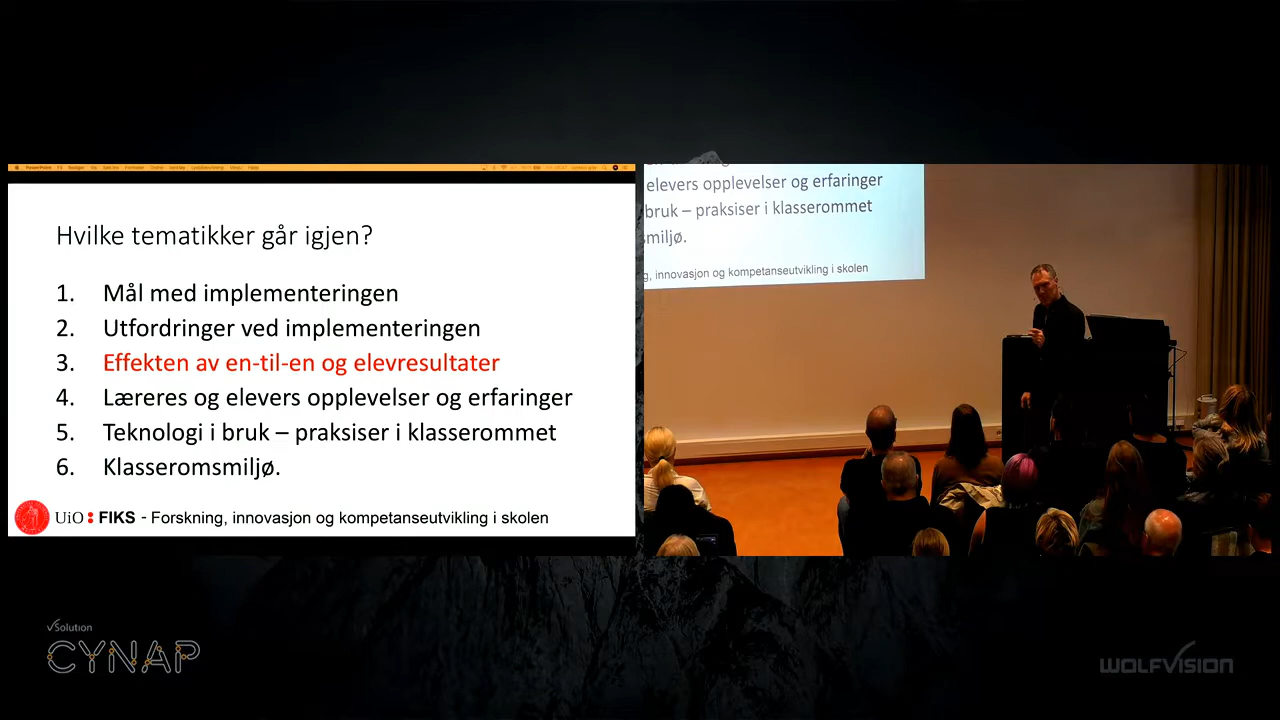 Hvilke tematikker går igjen?
1. Mål med implementeringen
2. Utfordringer ved implementeringen
3. Effekten av en-til-en og elevresultater
4. Læreres og elevers opplevelser og erfaringer
5. Teknologi i bruk – praksiser i klasserommet
6. Klasseromsmiljø.
UiO: FIKS - Forskning, innovasjon og kompetanseutvikling i skolen
elevers opplevelser og erfaringer
bruk – praksiser i klasserommet
smiljø.
g, innovasjon og kompetanseutvikling i skolen
vSolution
CYNAP
WOLFVISION